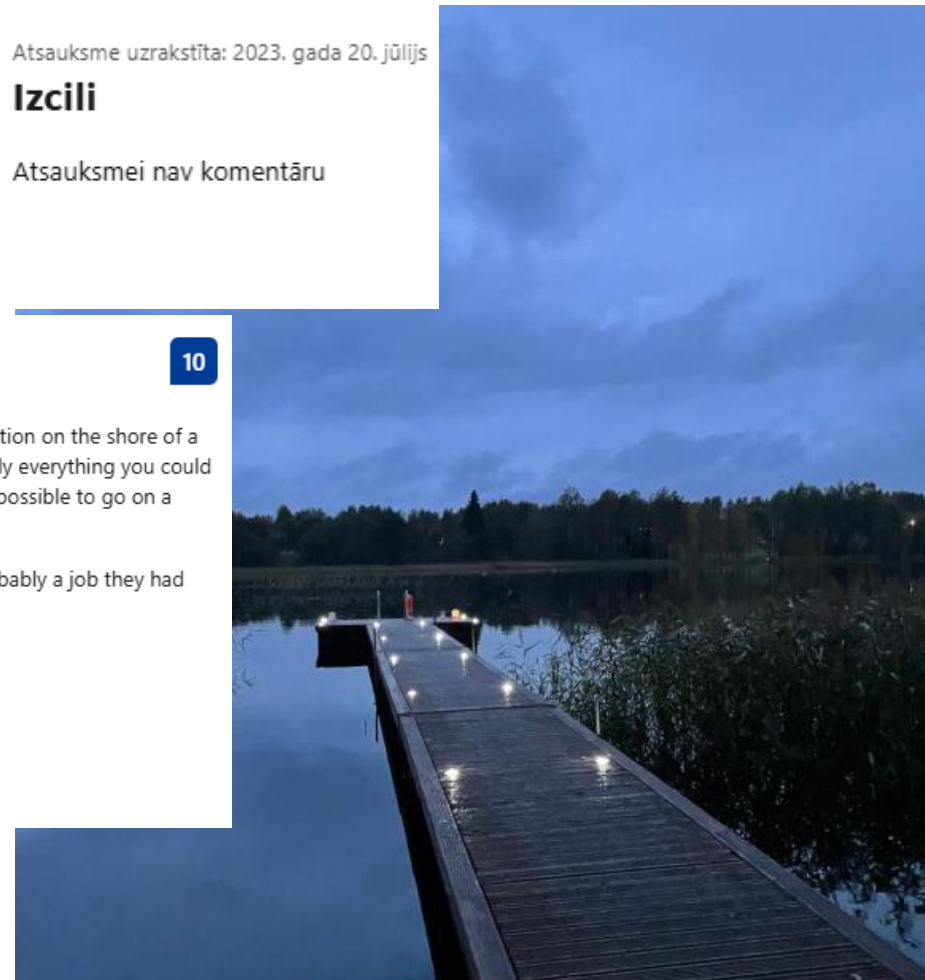 Atsauksme uzrakstīta: 2023. gada 20. jūlijs
Izcili
Atsauksmei nav komentāru
10
tion on the shore of a
ly everything you could
possible to go on a
bably a job they had